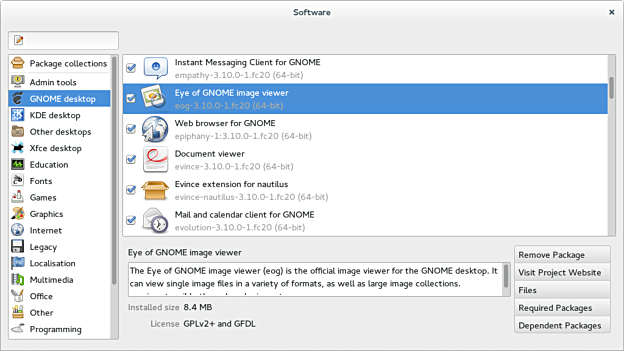 Software
Package collections
Admin tools
GNOME desktop
KDE desktop
Other desktops
Xfce desktop
Education
Fonts
Games
Graphics
Internet
Legacy
Localisation
Multimedia
Office
Other
Programming
Instant Messaging Client for GNOME
empathy-3.10.0-1.fc20 (64-bit)
Eye of GNOME image viewer
eog-3.10.0-1.fc20 (64-bit)
Web browser for GNOME
epiphany-1:3.10.0-1.fc20 (64-bit)
Document viewer
evince-3.10.0-1.fc20 (64-bit)
Evince extension for nautilus
evince-nautilus-3.10.0-1.fc20 (64-bit)
Mail and calendar client for GNOME
evolution-3.10.0-1.fc20 (64-bit)
Eye of GNOME image viewer
The Eye of GNOME image viewer (eog) is the official image viewer for the GNOME desktop. It
can view single image files in a variety of formats, as well as large image collections.
Installed size 8.4 MB
License GPLv2+ and GFDL
Remove Package
Visit Project Website
Files
Required Packages
Dependent Packages